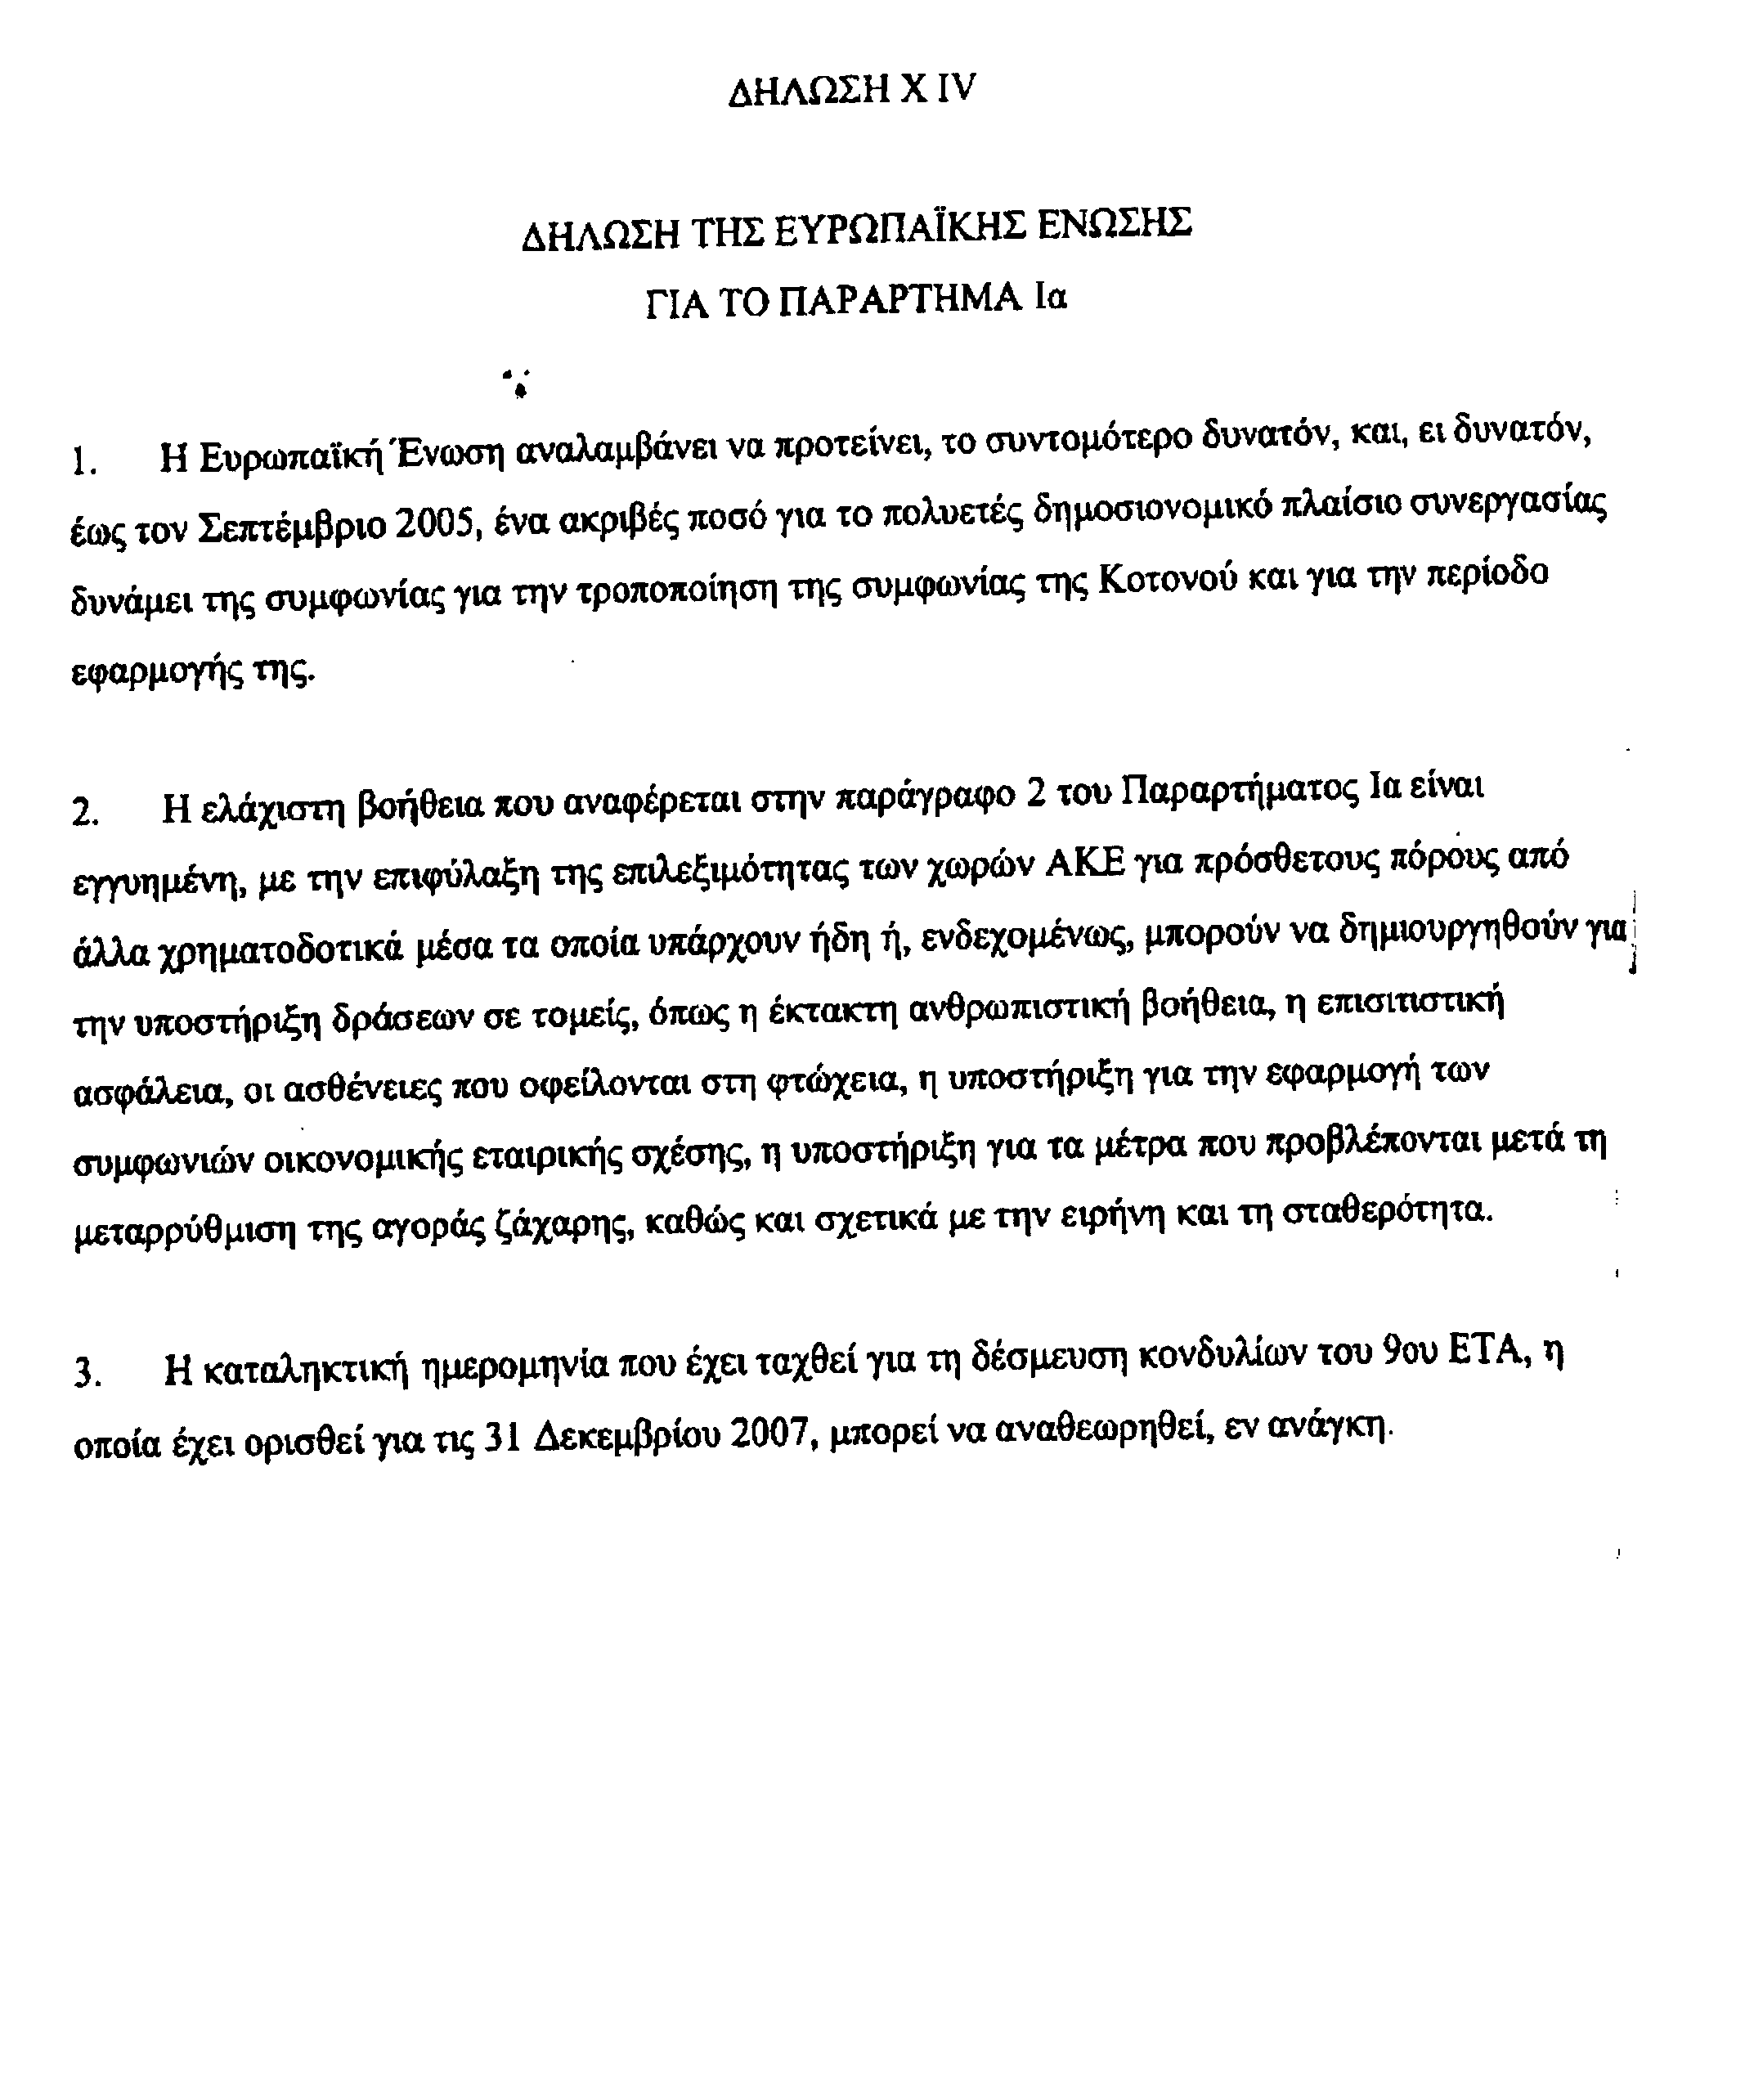 ΔΗΛΩΣΗ X IV
ΔΗΛΩΣΗ ΤΗΣ ΕΥΡΩΠΑΪΚΗΣ ΕΝΩΣΗΣ
ΓΙΑ ΤΟ ΠΑΡΑΡΤΗΜΑ Iα
1. Η Ευρωπαϊκή Ένωση αναλαμβάνει να προτείνει, το συντομότερο δυνατόν, και, ει δυνατόν,
έως τον Σεπτέμβριο 2005, ένα ακριβές ποσό για το πολυετές δημοσιονομικό πλαίσιο συνεργασίας
δυνάμει της συμφωνίας για την τροποποίηση της συμφωνίας της Κοτονού και για την περίοδο
εφαρμογής της.
2. Η ελάχιστη βοήθεια που αναφέρεται στην παράγραφο 2 του Παραρτήματος Iα είναι
εγγυημένη, με την επιφύλαξη της επιλεξιμότητας των χωρών ΑΚΕ για πρόσθετους πόρους από
άλλα χρηματοδοτικά μέσα τα οποία υπάρχουν ήδη ή, ενδεχομένως, μπορούν να δημιουργηθούν για
την υποστήριξη δράσεων σε τομείς, όπως η έκτακτη ανθρωπιστική βοήθεια, η επισιτιστική
ασφάλεια, οι ασθένειες που οφείλονται στη φτώχεια, η υποστήριξη για την εφαρμογή των
συμφωνιών οικονομικής εταιρικής σχέσης, η υποστήριξη για τα μέτρα που προβλέπονται μετά τη
μεταρρύθμιση της αγοράς ζάχαρης, καθώς και σχετικά με την ειρήνη και τη σταθερότητα.
3. Η καταληκτική ημερομηνία που έχει ταχθεί για τη δέσμευση κονδυλίων του 9ου ΕΤΑ, η
οποία έχει ορισθεί για τις 31 Δεκεμβρίου 2007, μπορεί να αναθεωρηθεί, εν ανάγκη.